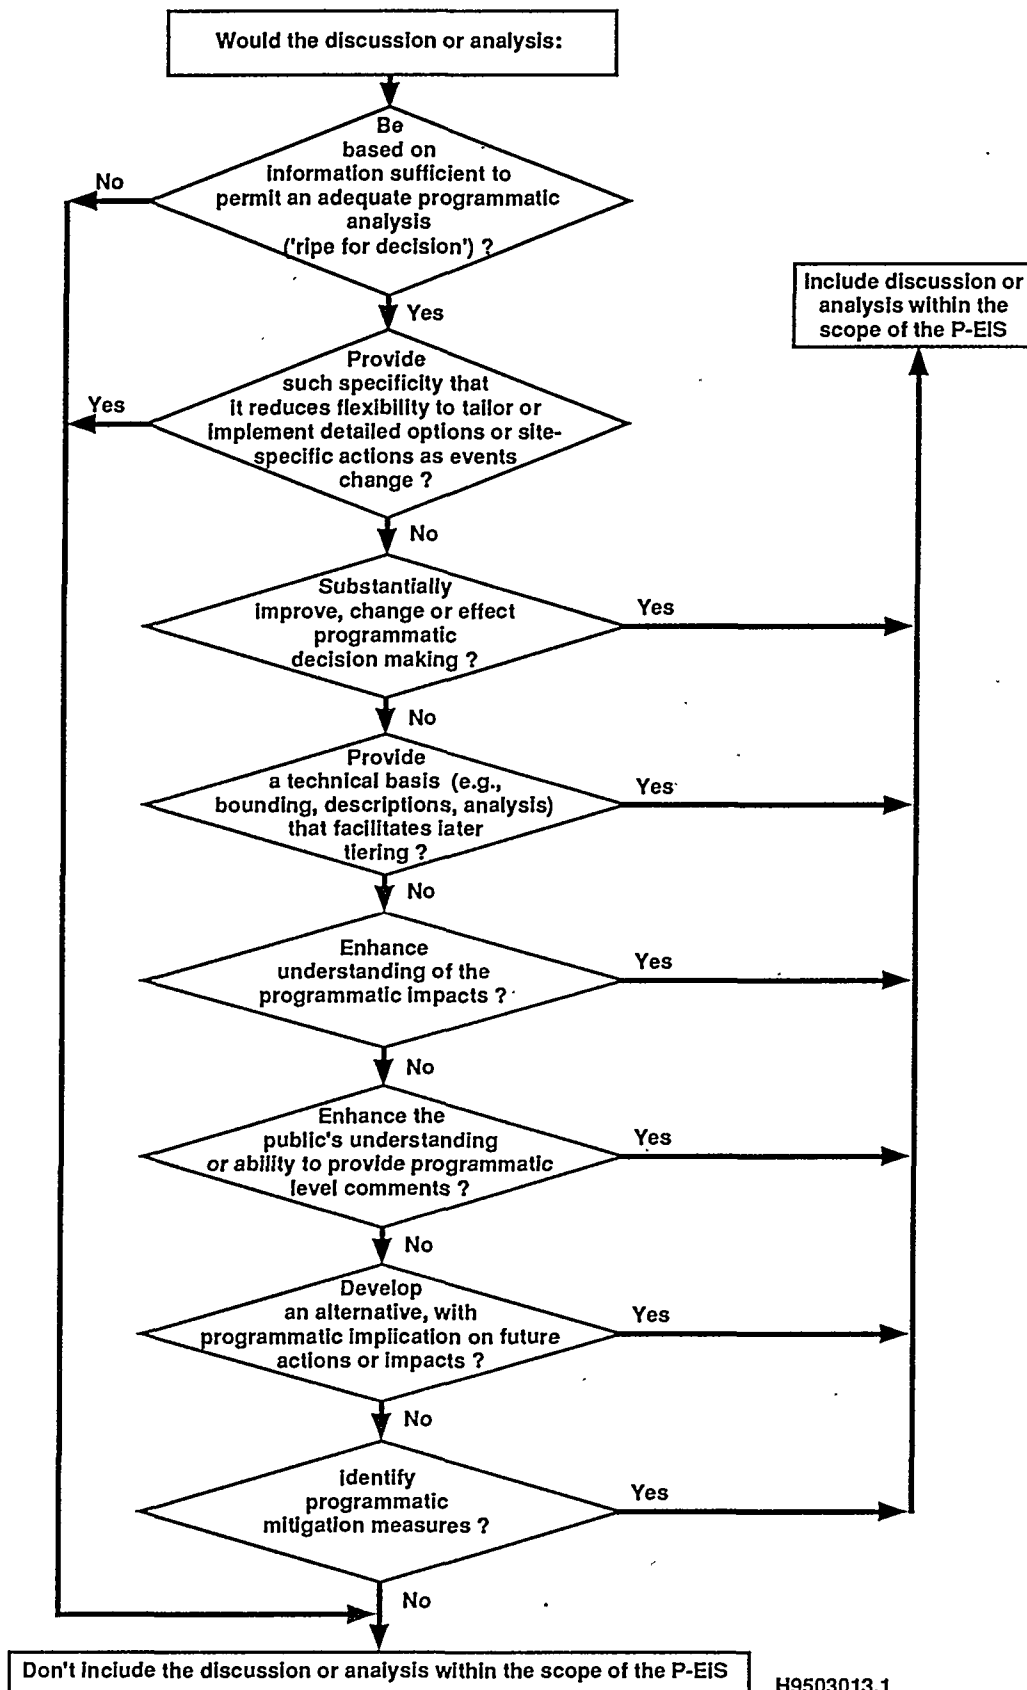 Would the discussion or analysis:
Be
based on
information sufficient to
permit an adequate programmatic
analysis
('ripe for decision') ?
No
Yes
Include discussion or
analysis within the
scope of the P-EIS
Provide
such specificity that
it reduces flexibility to tailor or
implement detailed options or site-
specific actions as events
change ?
Yes
No
Substantially
improve, change or effect
programmatic
decision making ?
Yes
No
Provide
a technical basis (e.g.,
bounding, descriptions, analysis)
that facilitates later
tiering ?
Yes
No
Enhance
understanding of the
programmatic impacts ?
Yes
No
Enhance the
public's understanding
or ability to provide programmatic
level comments ?
Yes
No
Develop
an alternative, with
programmatic implication on future
actions or impacts ?
Yes
No
Identify
programmatic
mitigation measures ?
Yes
No
Don't include the discussion or analysis within the scope of the P-EIS
H9503013.1